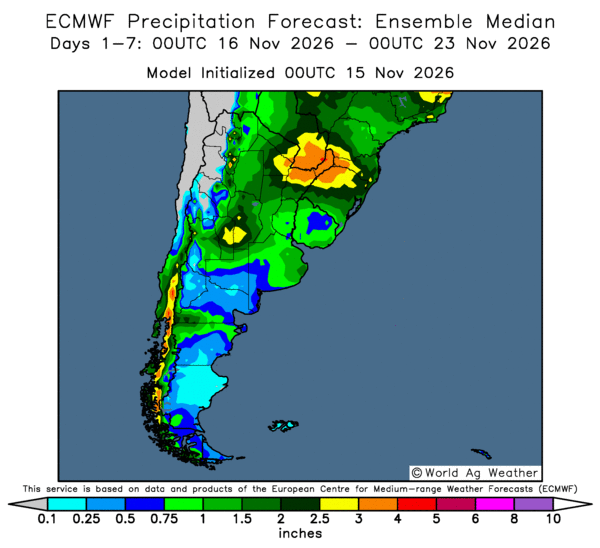 ECMWF Precipitation Forecast: Ensemble Median
Days 1-7: 00UTC 16 Nov 2026 - 00UTC 23 Nov 2026
Model Initialized 00UTC 15 Nov 2026
© World Ag Weather
This service is based on data and products of the European Centre for Medium-range Weather Forecasts (ECMWF)
0.1 0.25 0.5 0.75 1 1.5 2 2.5 3 4 5 6 8 10
inches